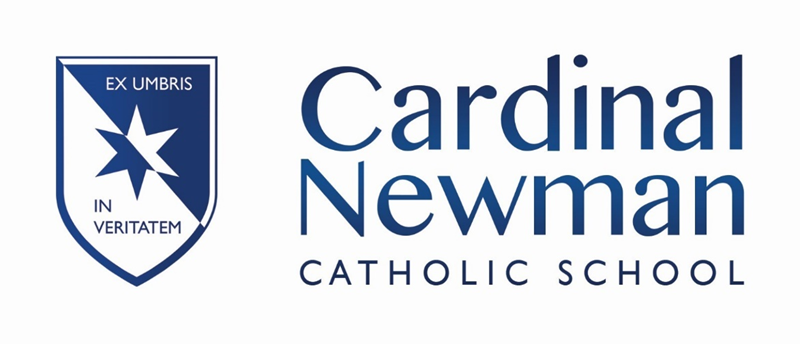 EX UMBRIS
IN
VERITATEM
Cardinal
Newman
CATHOLIC SCHOOL